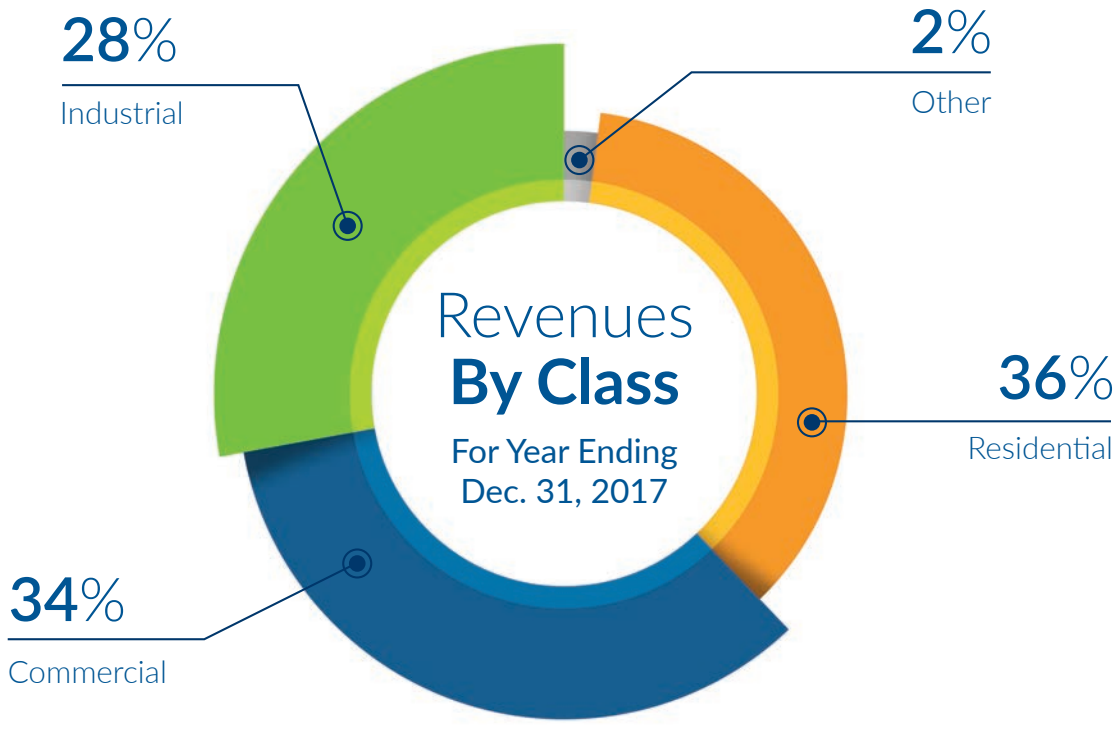 28%
Industrial
2%
Other
Revenues
By Class
For Year Ending
Dec. 31, 2017
36%
Residential
34%
Commercial